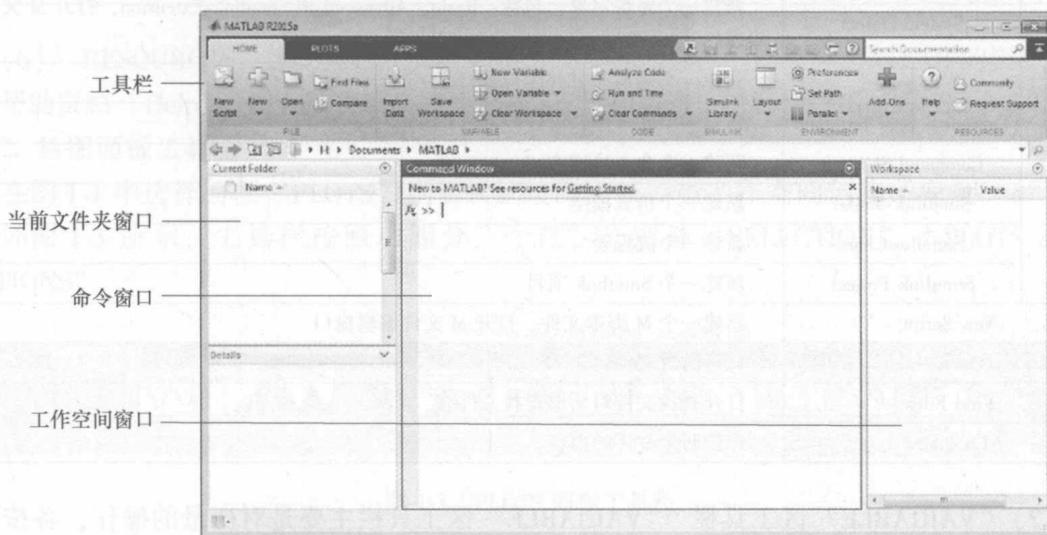 MATLAB R2015a
HOME PLOTS APPS
Search Documentation
工具栏
New Script
New
Open
Find Files
Compare
Import Data
Save Workspace
New Variable
Open Variable
Clear Workspace
Analyze Code
Run and Time
Clear Commands
Simulink Library
Layout
Preferences
Set Path
Parallel
Add-Ons
Help
Community
Request Support
FILE VARIABLE CODE SIMULINK ENVIRONMENT RESOURCES
H: Documents MATLAB
Current Folder
Name
Command Window
New to MATLAB? See resources for Getting Started.
fx >>
Workspace
Name Value
当前文件夹窗口
命令窗口
Details
工作空间窗口